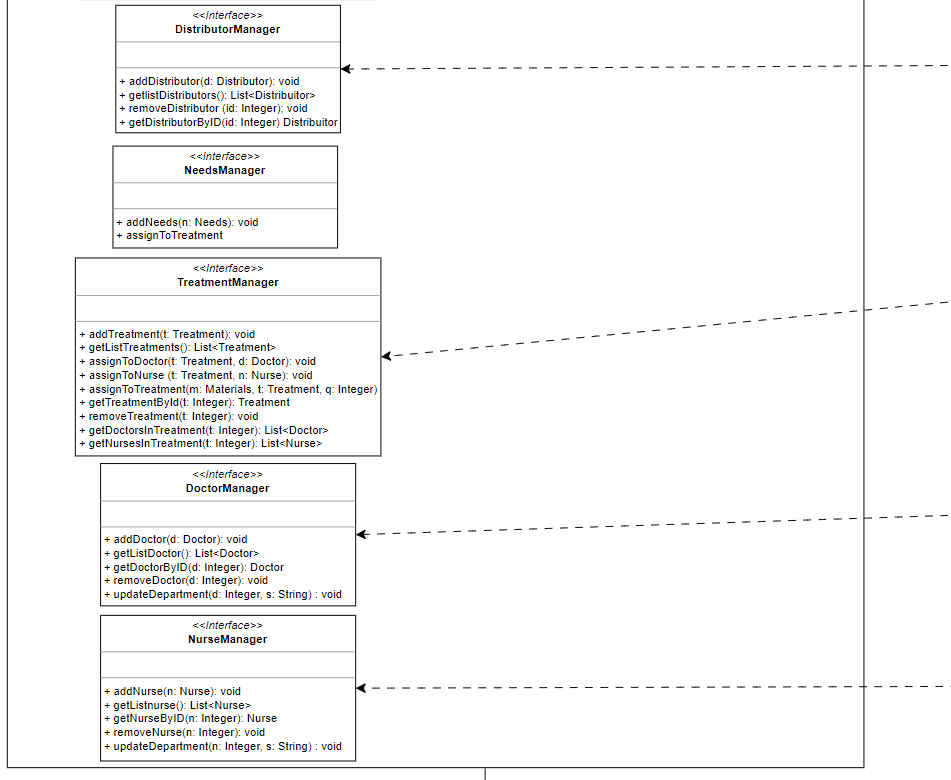 <<Interface>>
DistributorManager
+ addDistributor(d: Distributor): void
+ getlistDistributors(): List<Distribuitor>
+ removeDistributor (id: Integer); void
+ getDistributorByID(id: Integer) Distribuitor
<<Interface>>
NeedsManager
+ addNeeds(n: Needs): void
+ assignToTreatment
<<Interface>>
TreatmentManager
+ addTreatment(t: Treatment): void
+ getListTreatments(): List<Treatment>
+ assignToDoctor(t: Treatment, d: Doctor): void
+ assignToNurse (t: Treatment, n: Nurse): void
+ assignToTreatment(m: Materials, t: Treatment, q: Integer)
+ getTreatmentById(t: Integer): Treatment
+ removeTreatment(t: Integer): void
+ getDoctorsInTreatment(t: Integer): List<Doctor>
+ getNursesInTreatment(t: Integer): List<Nurse>
<<Interface>>
DoctorManager
+ addDoctor(d: Doctor): void
+ getListDoctor(): List<Doctor>
+ getDoctorByID(d: Integer): Doctor
+ removeDoctor(d: Integer): void
+ updateDepartment(d: Integer, s: String) : void
<<Interface>>
NurseManager
+ addNurse(n: Nurse): void
+ getListnurse(): List<Nurse>
+ getNurseByID(n: Integer): Nurse
+ removeNurse(n: Integer): void
+ updateDepartment(n: Integer, s: String) : void